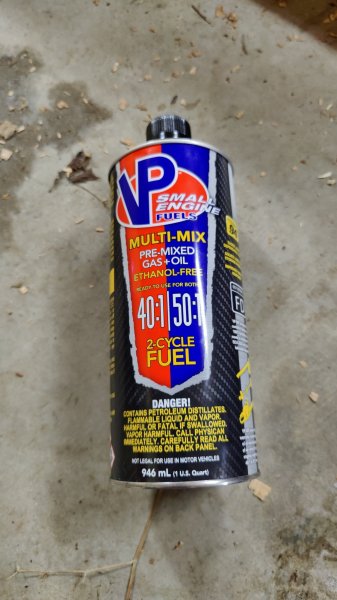 VP
SMALL
ENGINE
FUELS
MULTI-MIX
PRE-MIXED
GAS+OIL
ETHANOL-FREE
READY TO USE FOR BOTH
40:1 50:1
2-CYCLE
FUEL
DANGER!
CONTAINS PETROLEUM DISTILLATES.
FLAMMABLE LIQUID AND VAPOR.
HARMFUL OR FATAL IF SWALLOWED.
VAPOR HARMFUL. CALL PHYSICIAN
IMMEDIATELY. CAREFULLY READ ALL
WARNINGS ON BACK PANEL.
NOT LEGAL FOR USE IN MOTOR VEHICLES
946 mL (1 U.S. Quart)